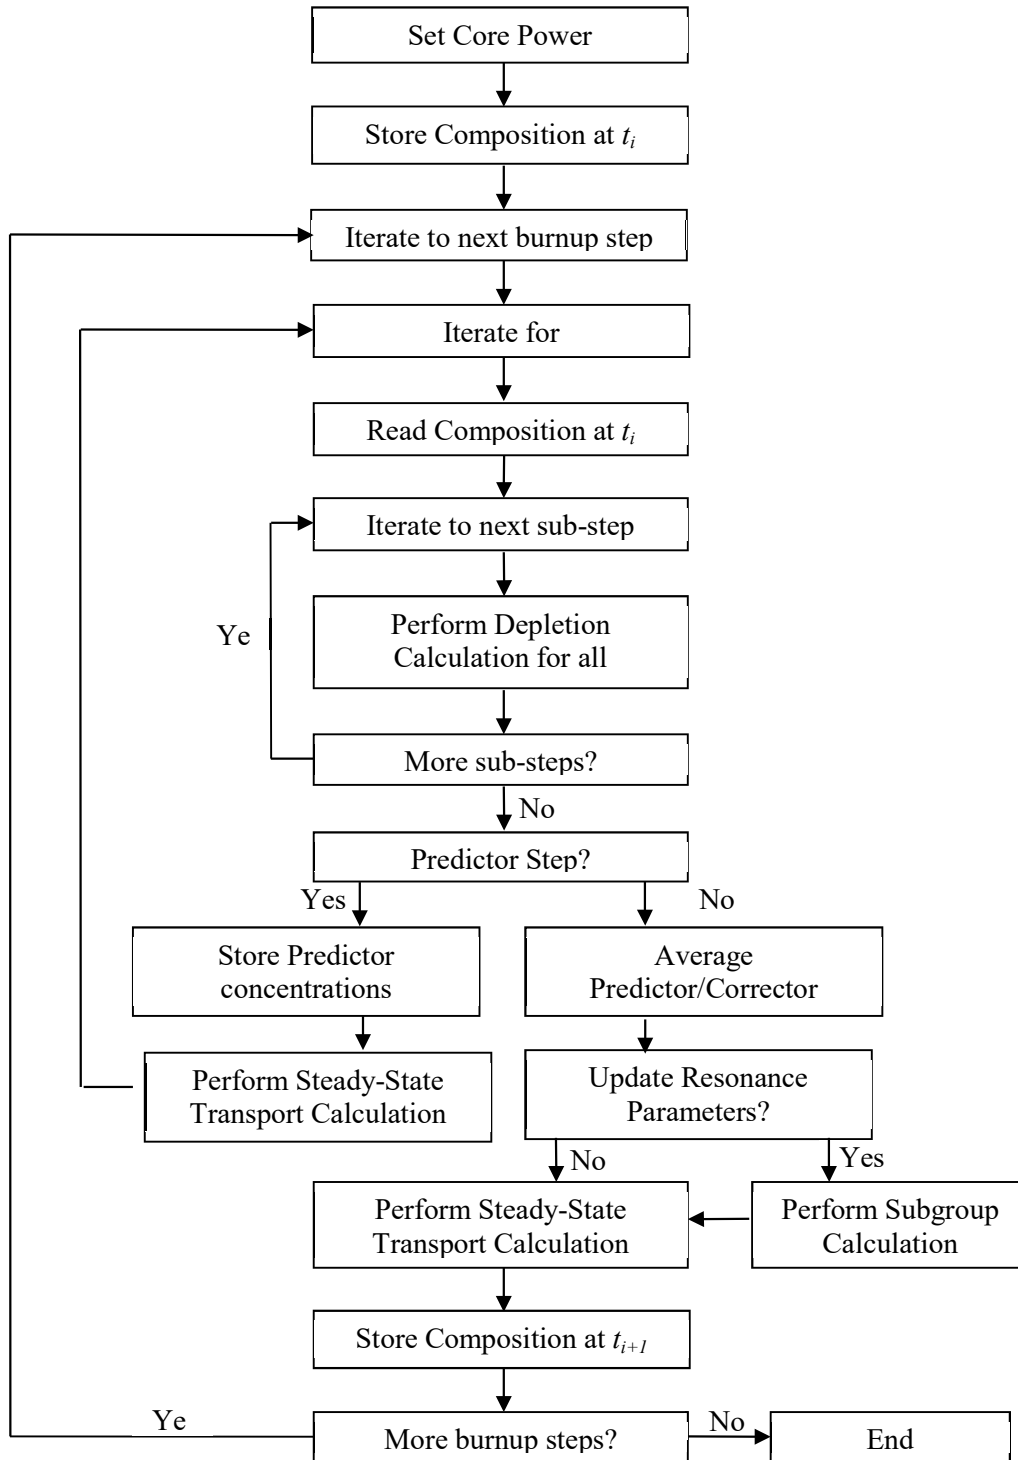 Set Core Power
Store Composition at tᵢ
Iterate to next burnup step
Iterate for
Read Composition at tᵢ
Iterate to next sub-step
Ye
Perform Depletion
Calculation for all
More sub-steps?
No
Predictor Step?
Yes
No
Store Predictor
concentrations
Average
Predictor/Corrector
Perform Steady-State
Transport Calculation
Update Resonance
Parameters?
No
Yes
Perform Steady-State
Transport Calculation
Perform Subgroup
Calculation
Store Composition at tᵢ₊₁
Ye
More burnup steps?
No
End